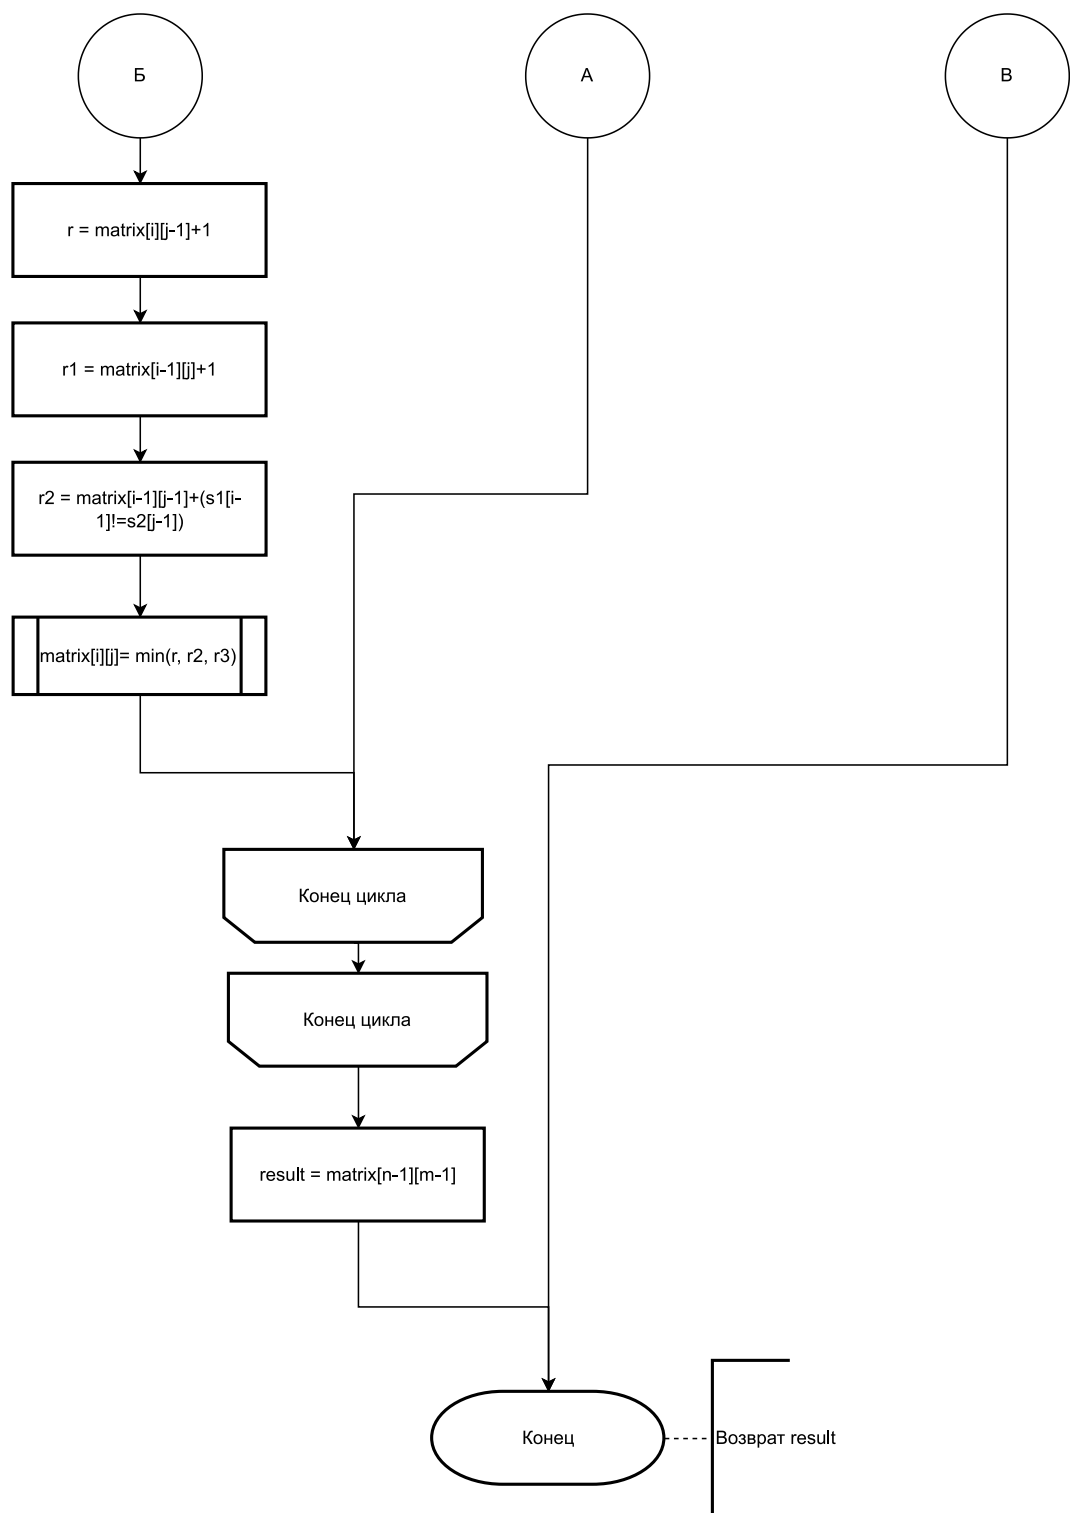 Б
А
В
r = matrix[i][j-1]+1
r1 = matrix[i-1][j]+1
r2 = matrix[i-1][j-1]+(s1[i-
1]!=s2[j-1])
matrix[i][j]= min(r, r2, r3)
Конец цикла
Конец цикла
result = matrix[n-1][m-1]
Конец
Возврат result